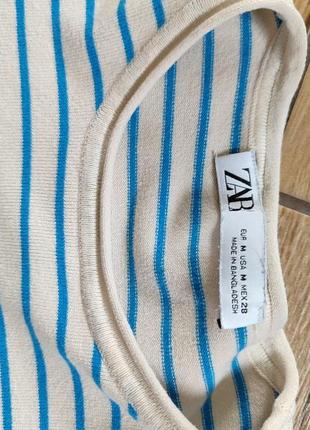 ZARA
EUR M USA M MEX 28
MADE IN BANGLADESH